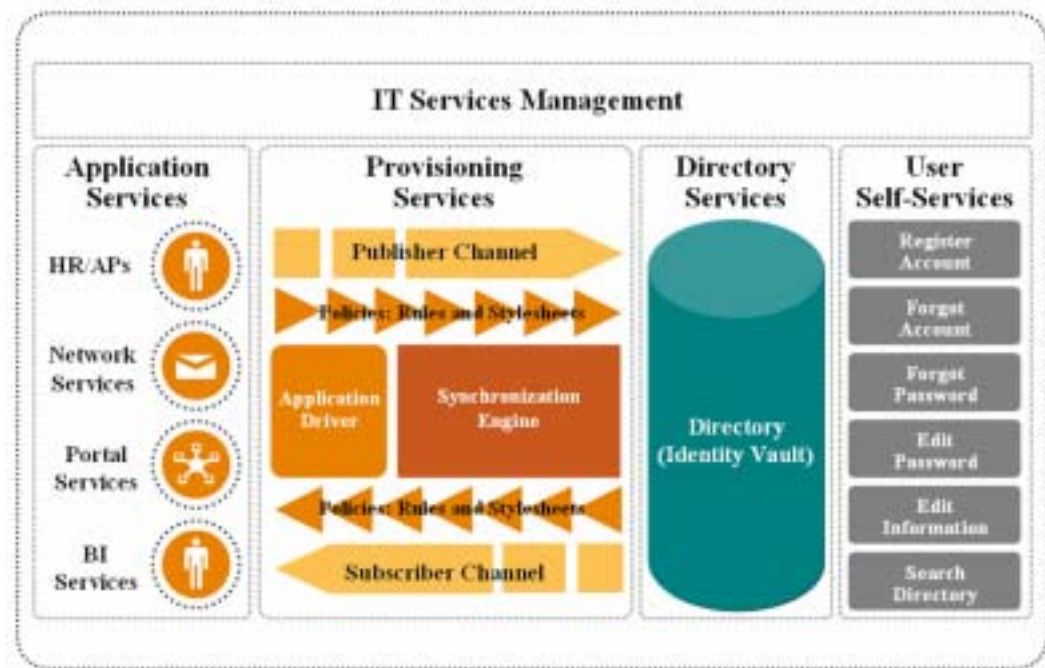 IT Services Management
Application
Services
HR/APs
Network
Services
Portal
Services
BI
Services
Provisioning
Services
Publisher Channel
Policies: Rules and Stylesheets
Application
Driver
Synchronization
Engine
Policies: Rules and Stylesheets
Subscriber Channel
Directory
Services
Directory
(Identity Vault)
User
Self-Services
Register
Account
Forgot
Account
Forgot
Password
Edit
Password
Edit
Information
Search
Directory